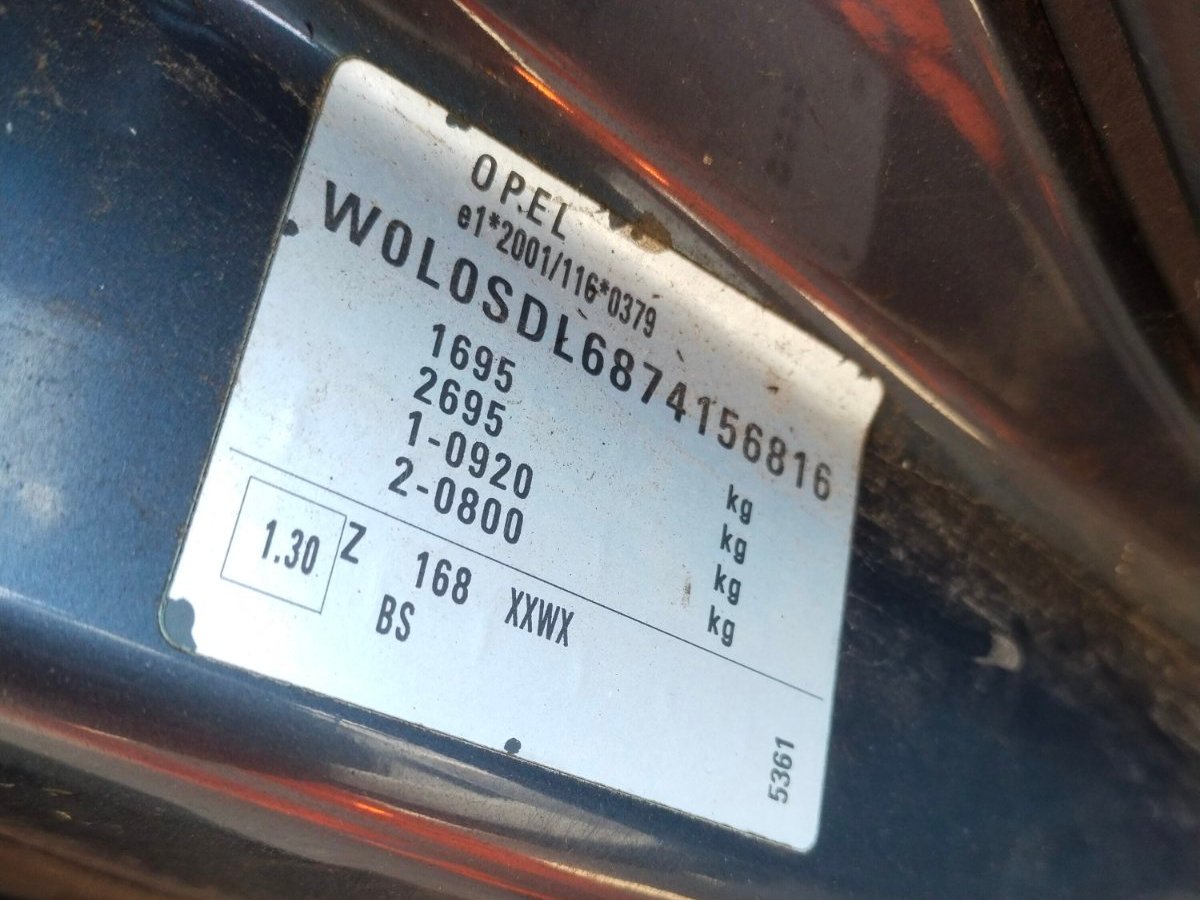 OPEL
e1*2001/116*0379
W0L0SDL6874156816
1695 kg
2695 kg
1-0920 kg
2-0800 kg
1.30 Z 168 XXWX
BS
5361